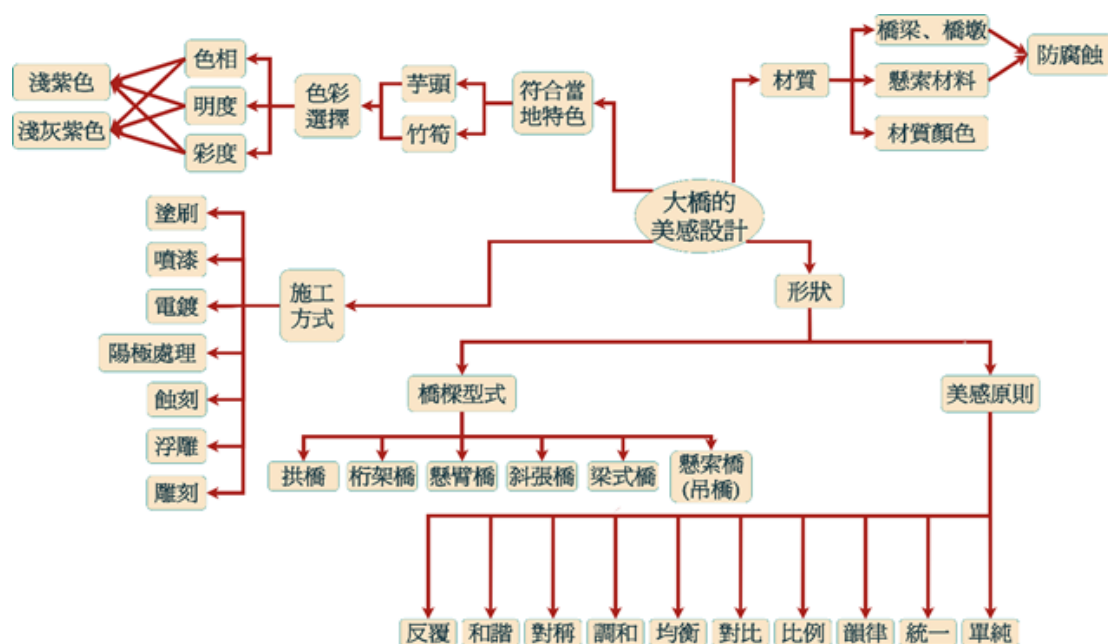 大橋的
美感設計
材質
橋梁、橋墩
懸索材料
材質顏色
防腐蝕
符合當
地特色
芋頭
竹筍
色彩
選擇
色相
明度
彩度
淺紫色
淺灰紫色
施工
方式
塗刷
噴漆
電鍍
陽極處理
蝕刻
浮雕
雕刻
形狀
橋樑型式
拱橋
桁架橋
懸臂橋
斜張橋
梁式橋
懸索橋
(吊橋)
美感原則
反覆
和諧
對稱
調和
均衡
對比
比例
韻律
統一
單純